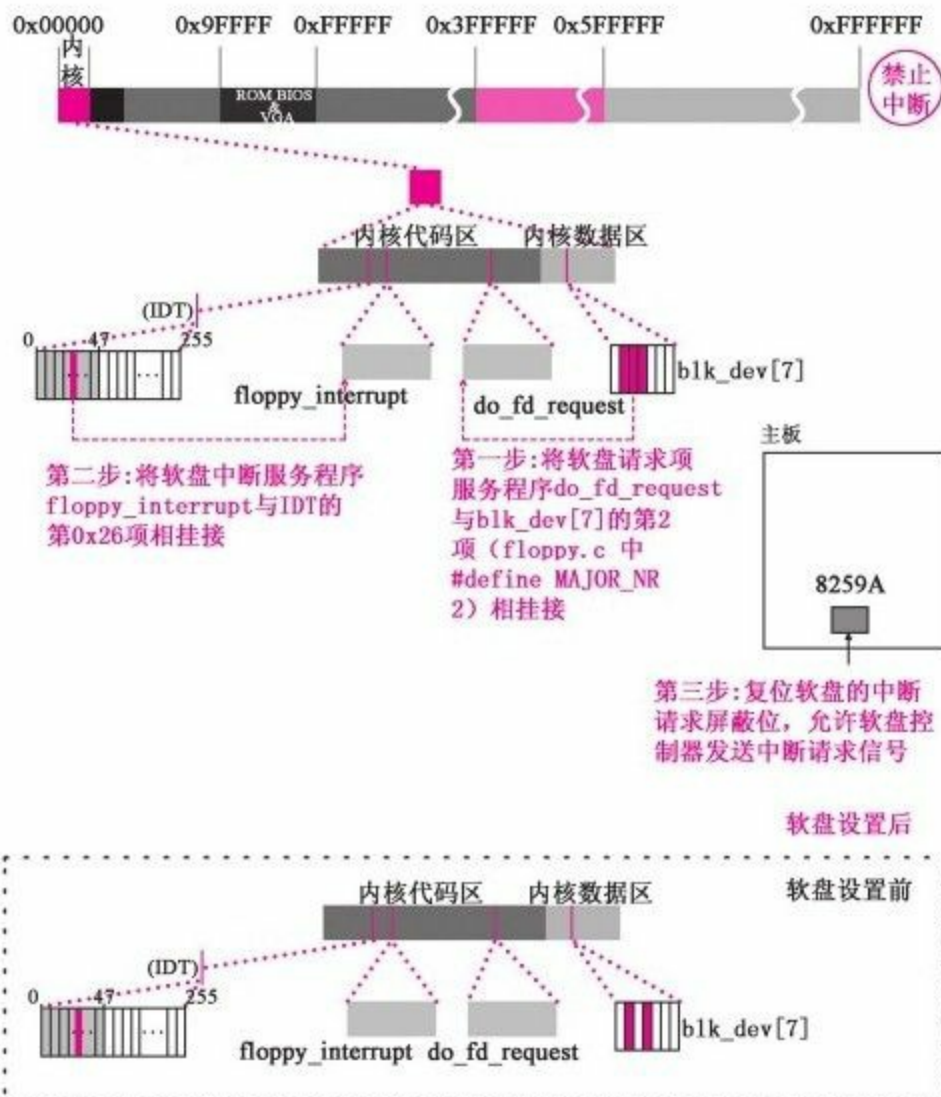 0x00000 0x9FFFF 0xFFFFF 0x3FFFFF 0x5FFFFF 0xFFFFFF
内
核
ROM BIOS
&
VGA
禁止
中断
内核代码区 内核数据区
(IDT)
0 47 255
floppy_interrupt
do_fd_request
blk_dev[7]
第二步:将软盘中断服务程序
floppy_interrupt与IDT的
第0x26项相挂接
第一步:将软盘请求项
服务程序do_fd_request
与blk_dev[7]的第2
项（floppy.c 中
#define MAJOR_NR
2）相挂接
主板
8259A
第三步:复位软盘的中断
请求屏蔽位，允许软盘控
制器发送中断请求信号
软盘设置后
软盘设置前
内核代码区 内核数据区
(IDT)
0 47 255
floppy_interrupt do_fd_request
blk_dev[7]